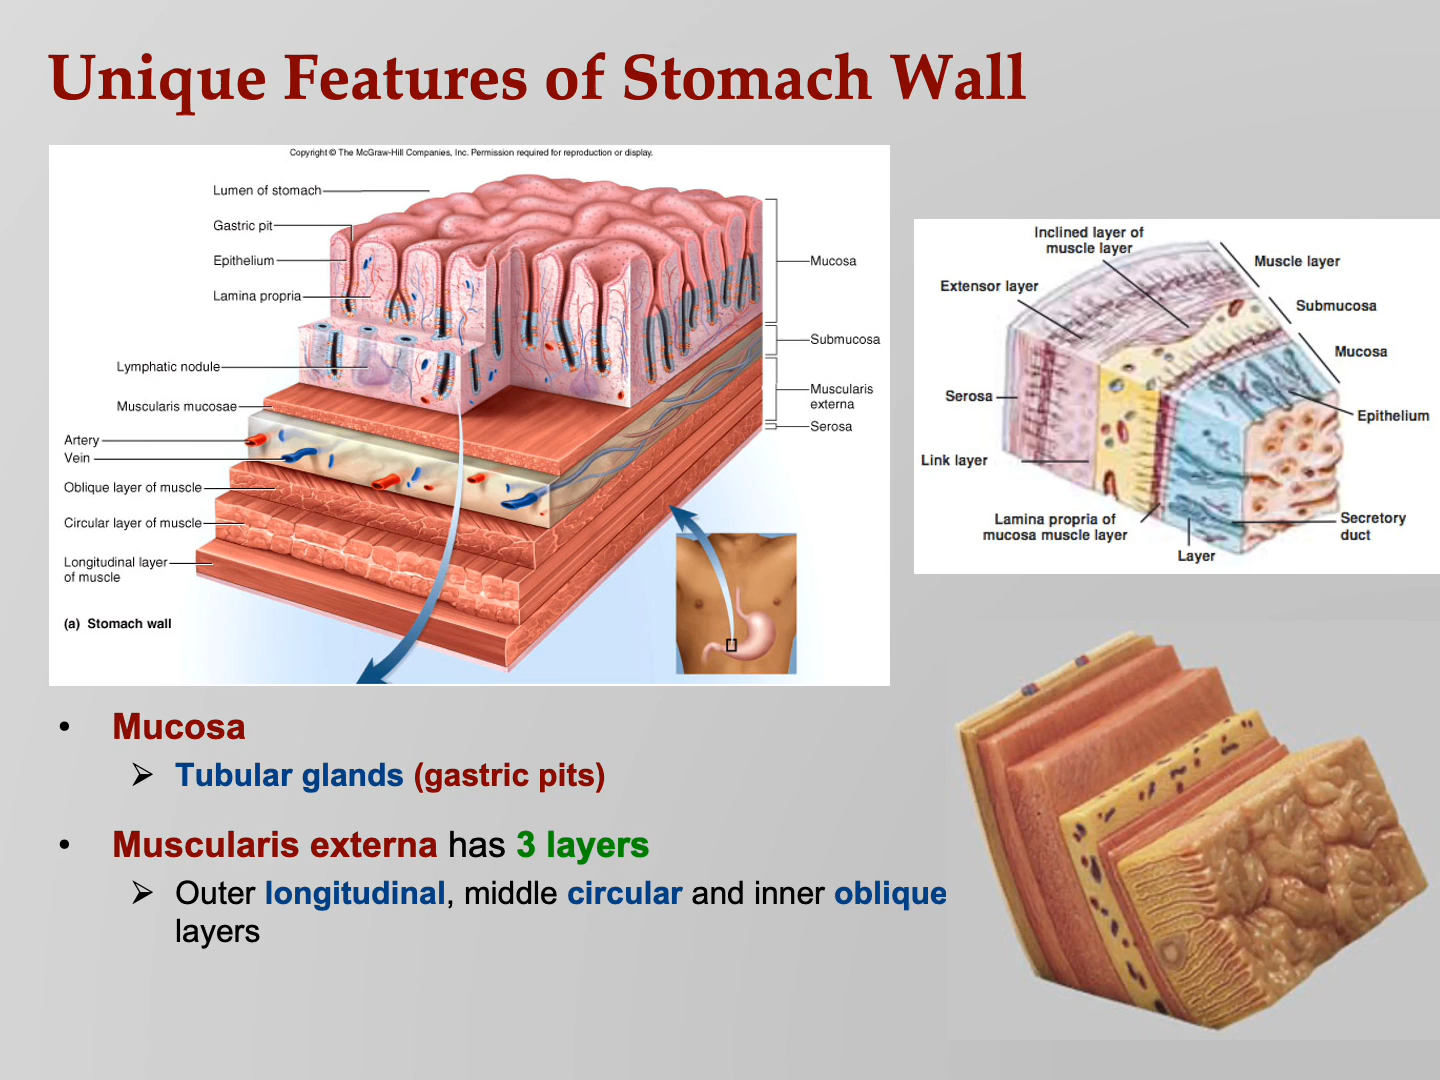 Unique Features of Stomach Wall
Copyright © The McGraw-Hill Companies, Inc. Permission required for reproduction or display.
Lumen of stomach
Gastric pit
Epithelium
Lamina propria
Lymphatic nodule
Muscularis mucosae
Artery
Vein
Oblique layer of muscle
Circular layer of muscle
Longitudinal layer
of muscle
(a) Stomach wall
Mucosa
Submucosa
Muscularis
externa
Serosa
Inclined layer of
muscle layer
Extensor layer
Serosa
Link layer
Lamina propria of
mucosa muscle layer
Layer
Muscle layer
Submucosa
Mucosa
Epithelium
Secretory
duct
• Mucosa
➢ Tubular glands (gastric pits)
• Muscularis externa has 3 layers
➢ Outer longitudinal, middle circular and inner oblique
layers